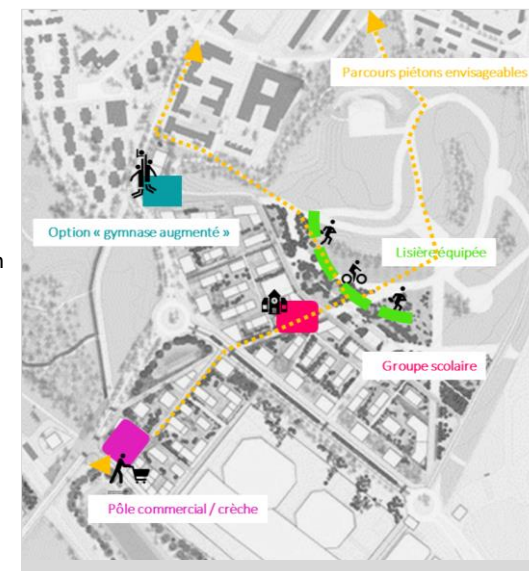 Parcours piétons envisageables
Option « gymnase augmenté »
n
Lisière équipée
Groupe scolaire
Pôle commercial / crèche